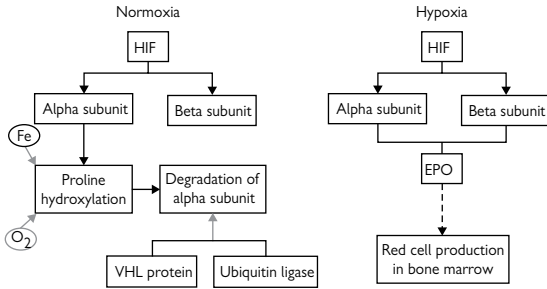 Normoxia
HIF
Alpha subunit
Beta subunit
Fe
Proline
hydroxylation
Degradation of
alpha subunit
O2
VHL protein
Ubiquitin ligase
Hypoxia
HIF
Alpha subunit
Beta subunit
EPO
Red cell production
in bone marrow